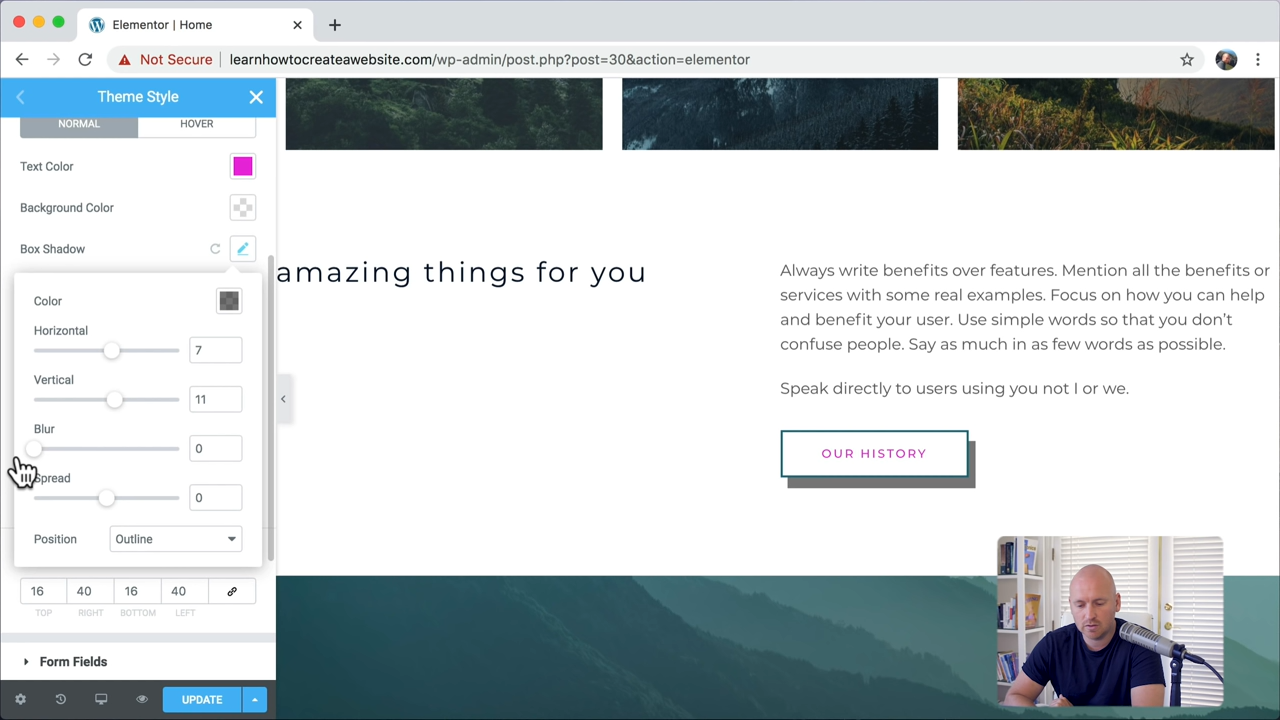 Elementor | Home
Not Secure
learnhowtocreateawebsite.com/wp-admin/post.php?post=30&action=elementor
Theme Style
NORMAL
HOVER
Text Color
Background Color
Box Shadow
Color
Horizontal
7
Vertical
11
Blur
0
Spread
0
Position
Outline
16
40
16
40
TOP
RIGHT
BOTTOM
LEFT
Form Fields
UPDATE
amazing things for you
Always write benefits over features. Mention all the benefits or
services with some real examples. Focus on how you can help
and benefit your user. Use simple words so that you don't
confuse people. Say as much in as few words as possible.
Speak directly to users using you not I or we.
OUR HISTORY